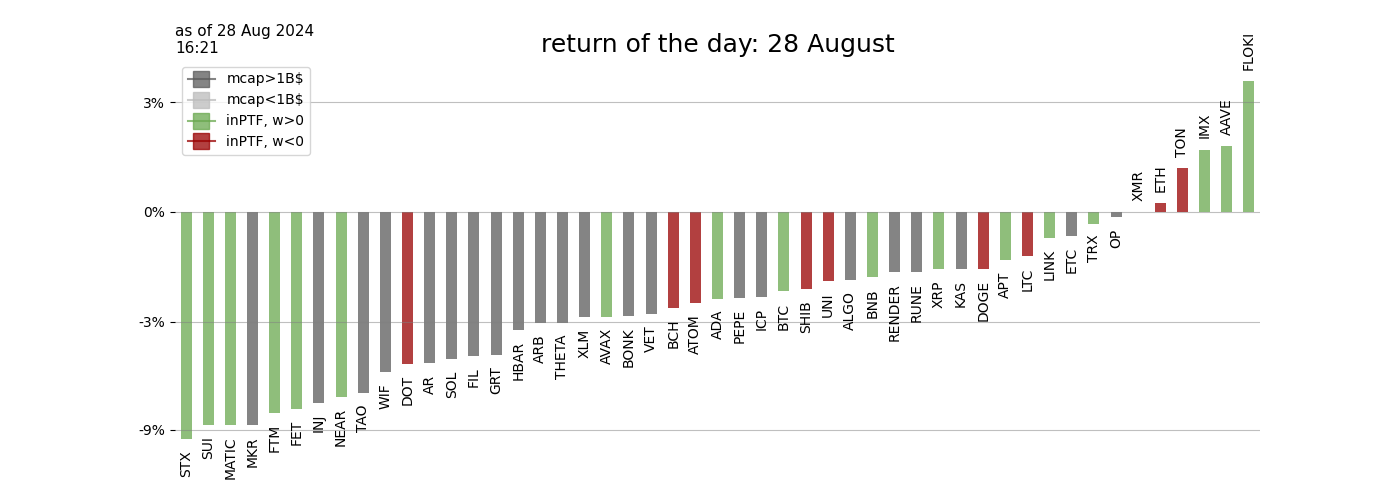 as of 28 Aug 2024
16:21
return of the day: 28 August
mcap>1B$
mcap<1B$
inPTF, w>0
inPTF, w<0
3%
0%
-3%
-9%
STX
SUI
MATIC
MKR
FTM
FET
INJ
NEAR
TAO
WIF
DOT
AR
SOL
FIL
GRT
HBAR
ARB
THETA
XLM
AVAX
BONK
VET
BCH
ATOM
ADA
PEPE
ICP
BTC
SHIB
UNI
ALGO
BNB
RENDER
RUNE
XRP
KAS
DOGE
APT
LTC
LINK
ETC
TRX
OP
XMR
ETH
TON
IMX
AAVE
FLOKI